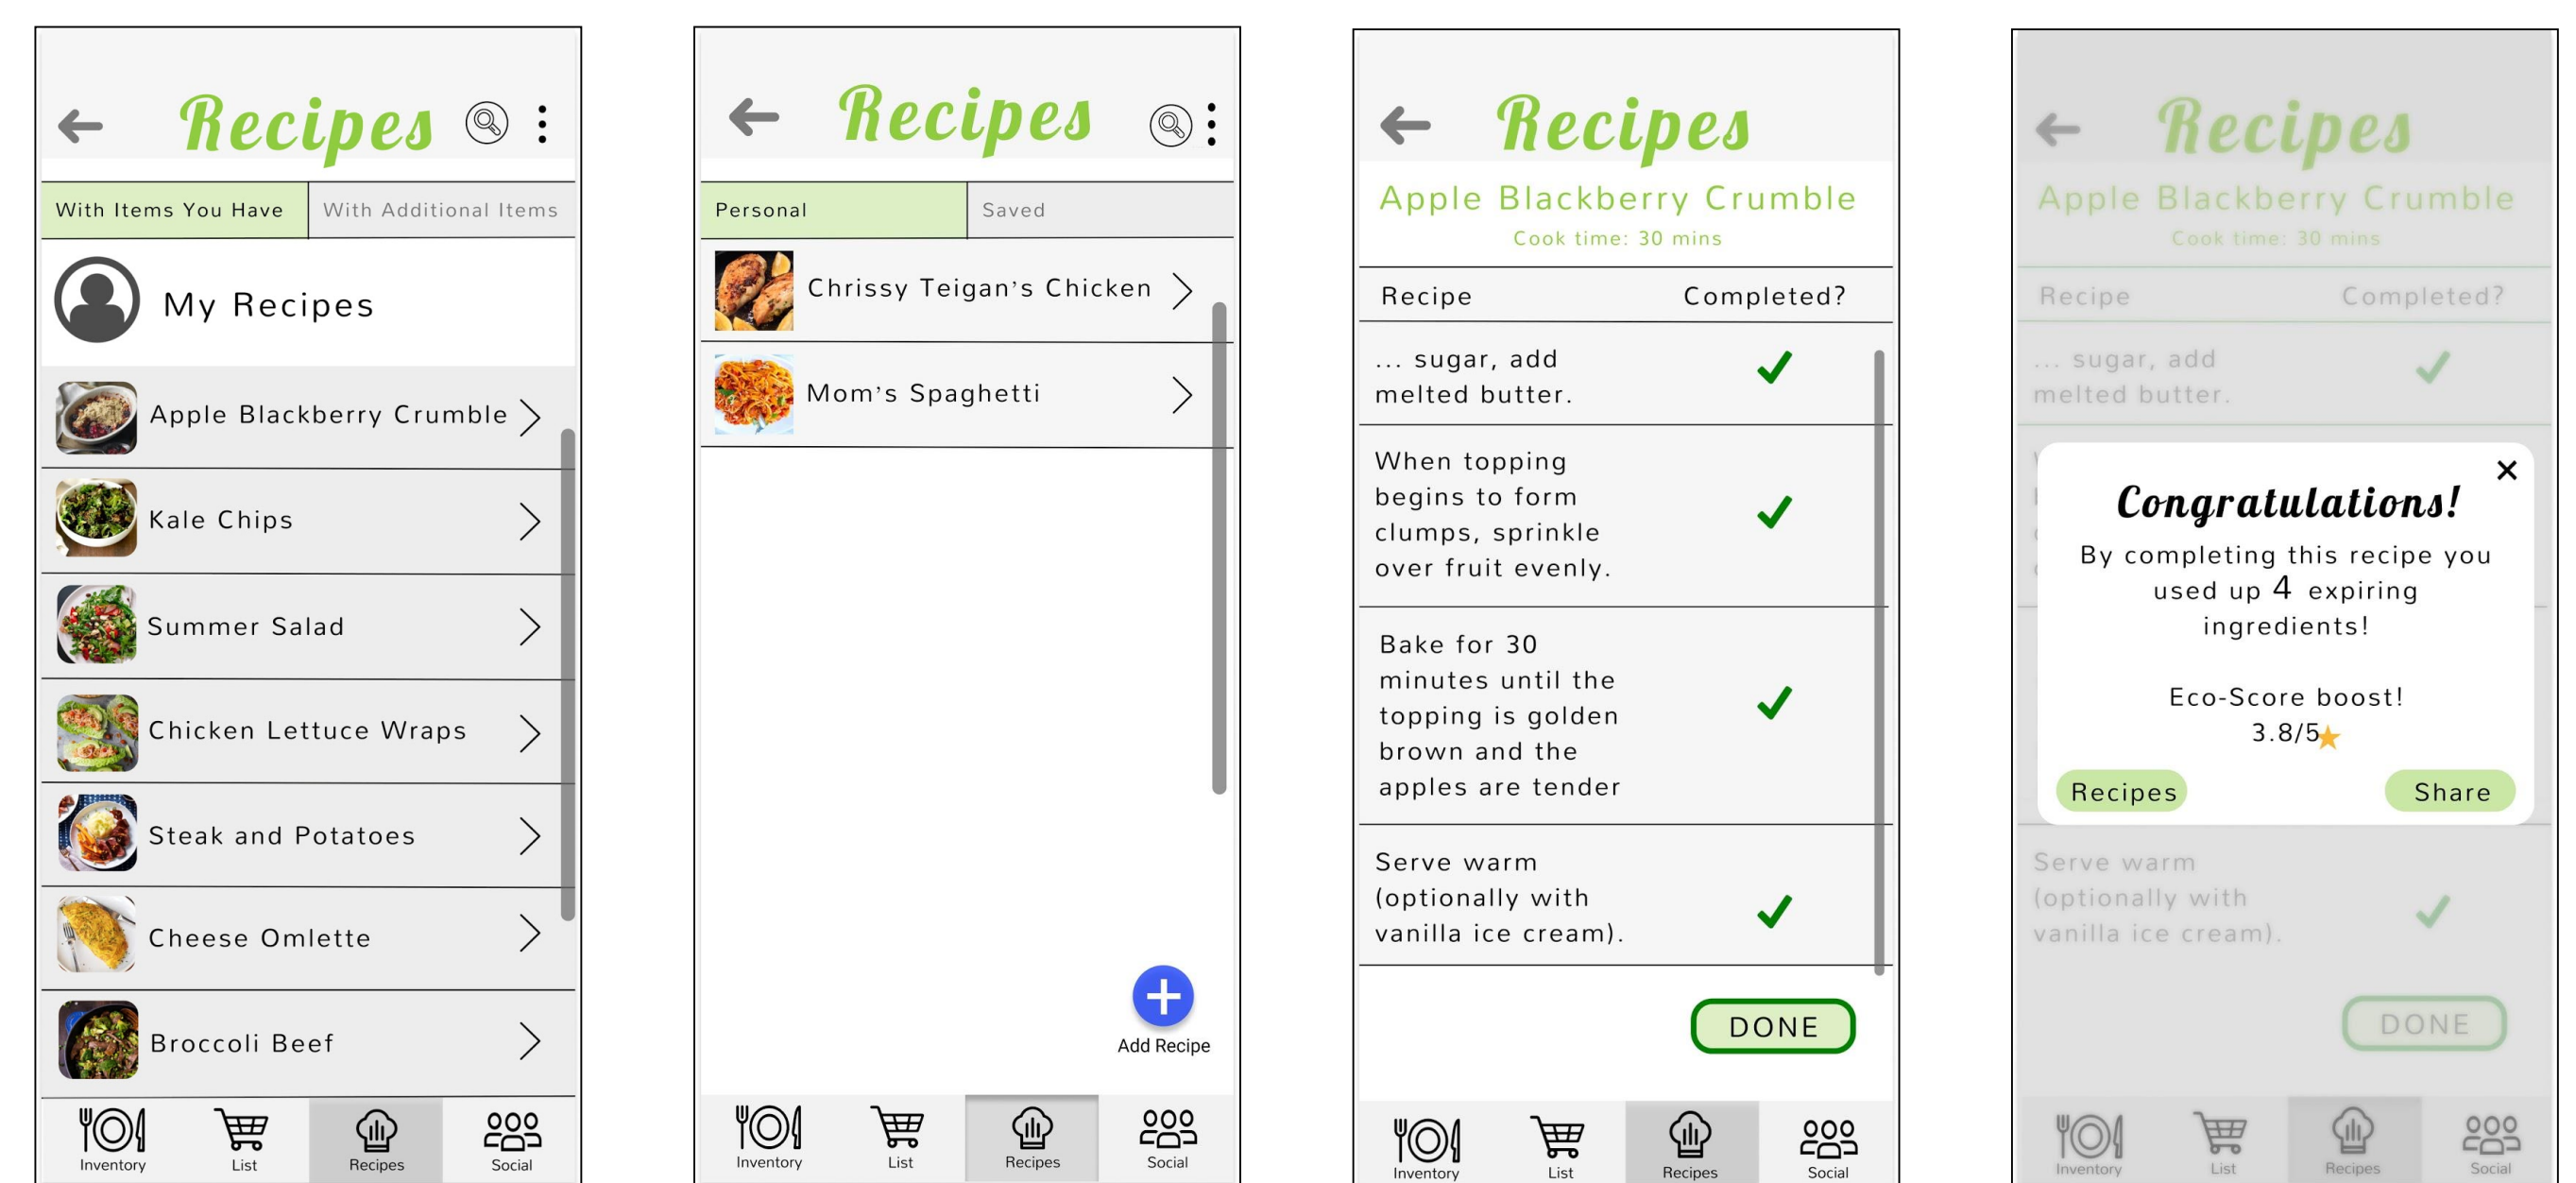 Recipes
With Items You Have
With Additional Items
My Recipes
Apple Blackberry Crumble
Kale Chips
Summer Salad
Chicken Lettuce Wraps
Steak and Potatoes
Cheese Omlette
Broccoli Beef
Inventory
List
Recipes
Social
Recipes
Personal
Saved
Chrissy Teigan's Chicken
Mom's Spaghetti
Add Recipe
Inventory
List
Recipes
Social
Recipes
Apple Blackberry Crumble
Cook time: 30 mins
Recipe
Completed?
... sugar, add
melted butter.
When topping
begins to form
clumps, sprinkle
over fruit evenly.
Bake for 30
minutes until the
topping is golden
brown and the
apples are tender
Serve warm
(optionally with
vanilla ice cream).
DONE
Inventory
List
Recipes
Social
Recipes
Apple Blackberry Crumble
Cook time: 30 mins
Recipe
Completed?
... sugar, add
melted butter.
Congratulations!
By completing this recipe you
used up 4 expiring
ingredients!
Eco-Score boost!
3.8/5
Recipes
Share
Serve warm
(optionally with
vanilla ice cream).
DONE
Inventory
List
Recipes
Social